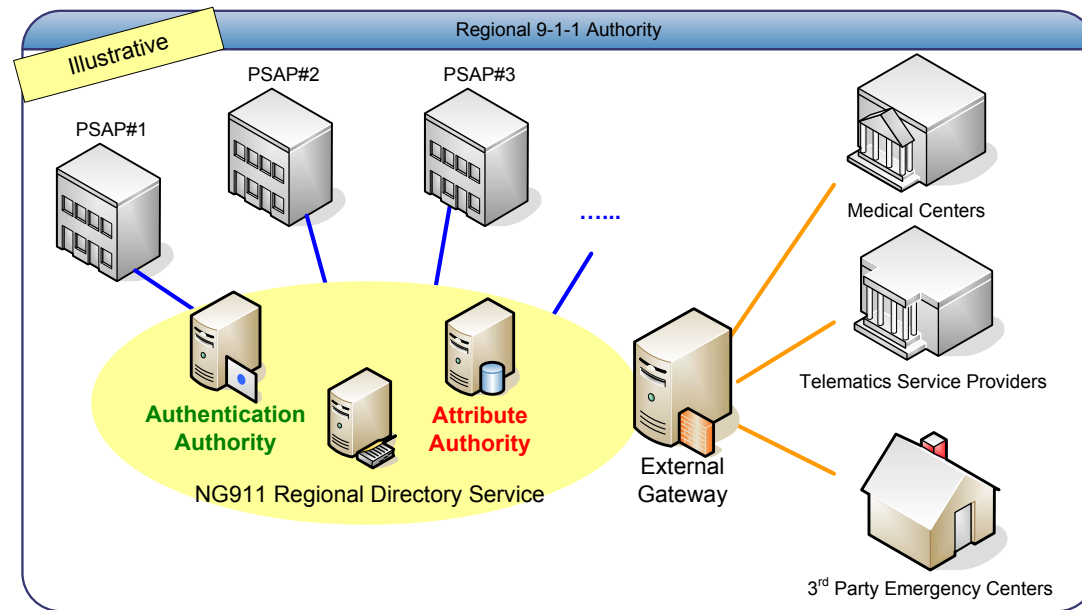 Regional 9-1-1 Authority
Illustrative
PSAP#1
PSAP#2
PSAP#3
…...
Medical Centers
Telematics Service Providers
Authentication
Authority
Attribute
Authority
NG911 Regional Directory Service
External
Gateway
3rd Party Emergency Centers